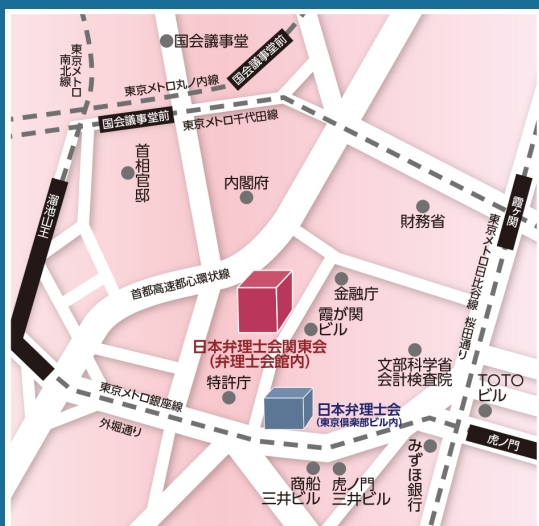 国会議事堂
東京メトロ
南北線
国会議事堂前
東京メトロ丸ノ内線
国会議事堂前
東京メトロ千代田線
首相官邸
内閣府
溜池山王
財務省
霞ヶ関
東京メトロ日比谷線
桜田通り
首都高速都心環状線
金融庁
霞が関
ビル
日本弁理士会関東会
(弁理士会館内)
文部科学省
会計検査院
特許庁
東京メトロ銀座線
外堀通り
日本弁理士会
(東京倶楽部ビル内)
TOTO
ビル
虎ノ門
みずほ銀行
商船
三井ビル
虎ノ門
三井ビル